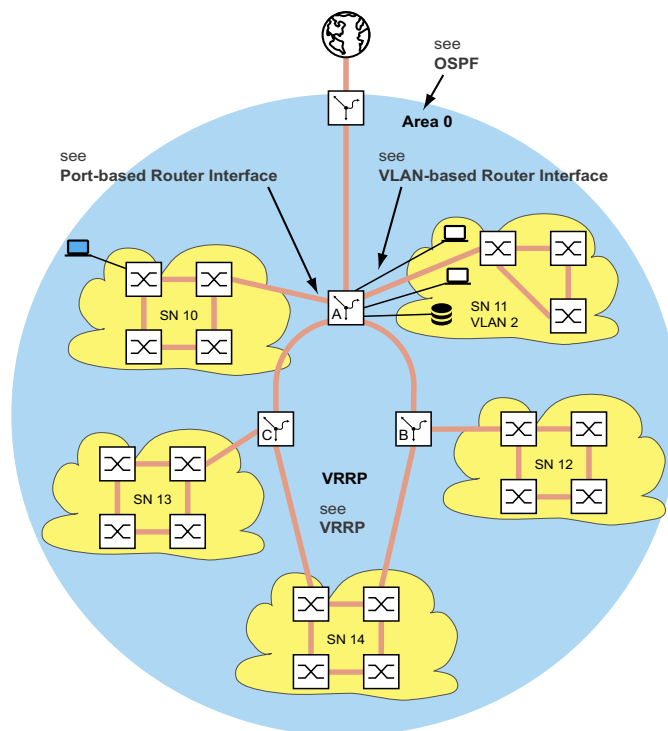 see
OSPF
Area 0
see
Port-based Router Interface
see
VLAN-based Router Interface
SN 10
A
SN 11
VLAN 2
C
B
SN 13
VRRP
SN 12
see
VRRP
SN 14